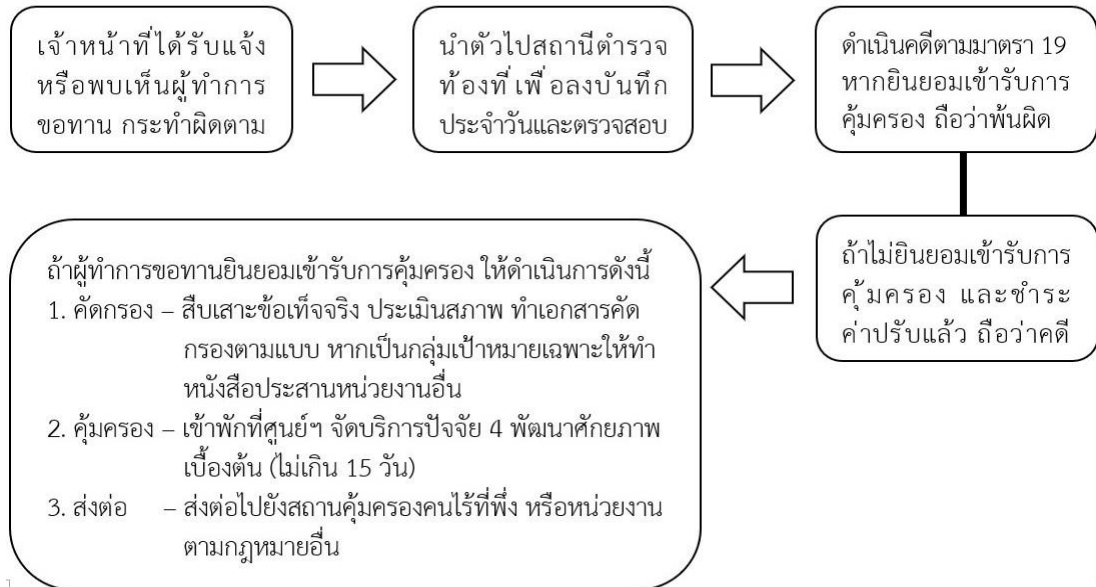 เจ้าหน้าที่ได้รับแจ้ง
หรือพบเห็นผู้ทำการ
ขอทาน กระทำผิดตาม
นำตัวไปสถานีตำรวจ
ท้องที่เพื่อลงบันทึก
ประจำวันและตรวจสอบ
ดำเนินคดีตามมาตรา 19
หากยินยอมเข้ารับการ
คุ้มครอง ถือว่าพ้นผิด
ถ้าไม่ยินยอมเข้ารับการ
คุ้มครอง และชำระ
ค่าปรับแล้ว ถือว่าคดี
ถ้าผู้ทำการขอทานยินยอมเข้ารับการคุ้มครอง ให้ดำเนินการดังนี้
1. คัดกรอง – สืบเสาะข้อเท็จจริง ประเมินสภาพ ทำเอกสารคัด
กรองตามแบบ หากเป็นกลุ่มเป้าหมายเฉพาะให้ทำ
หนังสือประสานหน่วยงานอื่น
2. คุ้มครอง – เข้าพักที่ศูนย์ฯ จัดบริการปัจจัย 4 พัฒนาศักยภาพ
เบื้องต้น (ไม่เกิน 15 วัน)
3. ส่งต่อ – ส่งต่อไปยังสถานคุ้มครองคนไร้ที่พึ่ง หรือหน่วยงาน
ตามกฎหมายอื่น